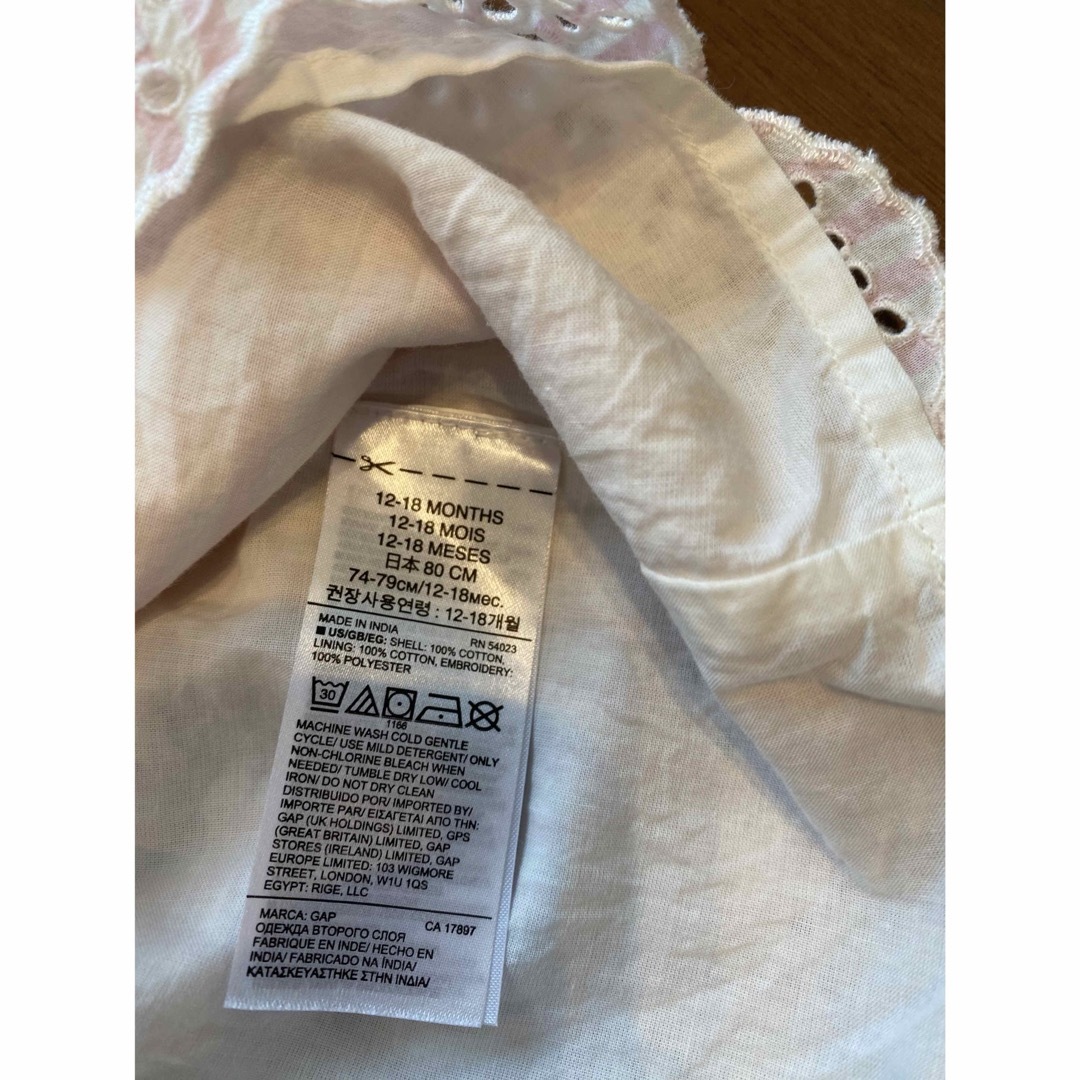 12-18 MONTHS
12-18 MOIS
12-18 MESES
日本 80 CM
74-79см/12-18мес.
권장사용연령 : 12-18개월
MADE IN INDIA RN 54023
■ US/GB/EG: SHELL: 100% COTTON,
LINING: 100% COTTON, EMBROIDERY:
100% POLYESTER
30
1166
MACHINE WASH COLD GENTLE
CYCLE/ USE MILD DETERGENT/ ONLY
NON-CHLORINE BLEACH WHEN
NEEDED/ TUMBLE DRY LOW/ COOL
IRON/ DO NOT DRY CLEAN
DISTRIBUIDO POR/ IMPORTED BY/
IMPORTE PAR/ ΕΙΣΑΓΕΤΑΙ ΑΠΟ ΤΗΝ:
GAP (UK HOLDINGS) LIMITED, GPS
(GREAT BRITAIN) LIMITED, GAP
STORES (IRELAND) LIMITED, GAP
EUROPE LIMITED: 103 WIGMORE
STREET, LONDON, W1U 1QS
EGYPT: RIGE, LLC
MARCA: GAP CA 17897
ОДЕЖДА ВТОРОГО СЛОЯ
FABRIQUE EN INDE/ HECHO EN
INDIA/ FABRICADO NA ÍNDIA/
ΚΑΤΑΣΚΕΥΑΣΤΗΚΕ ΣΤΗΝ ΙΝΔΙΑ/